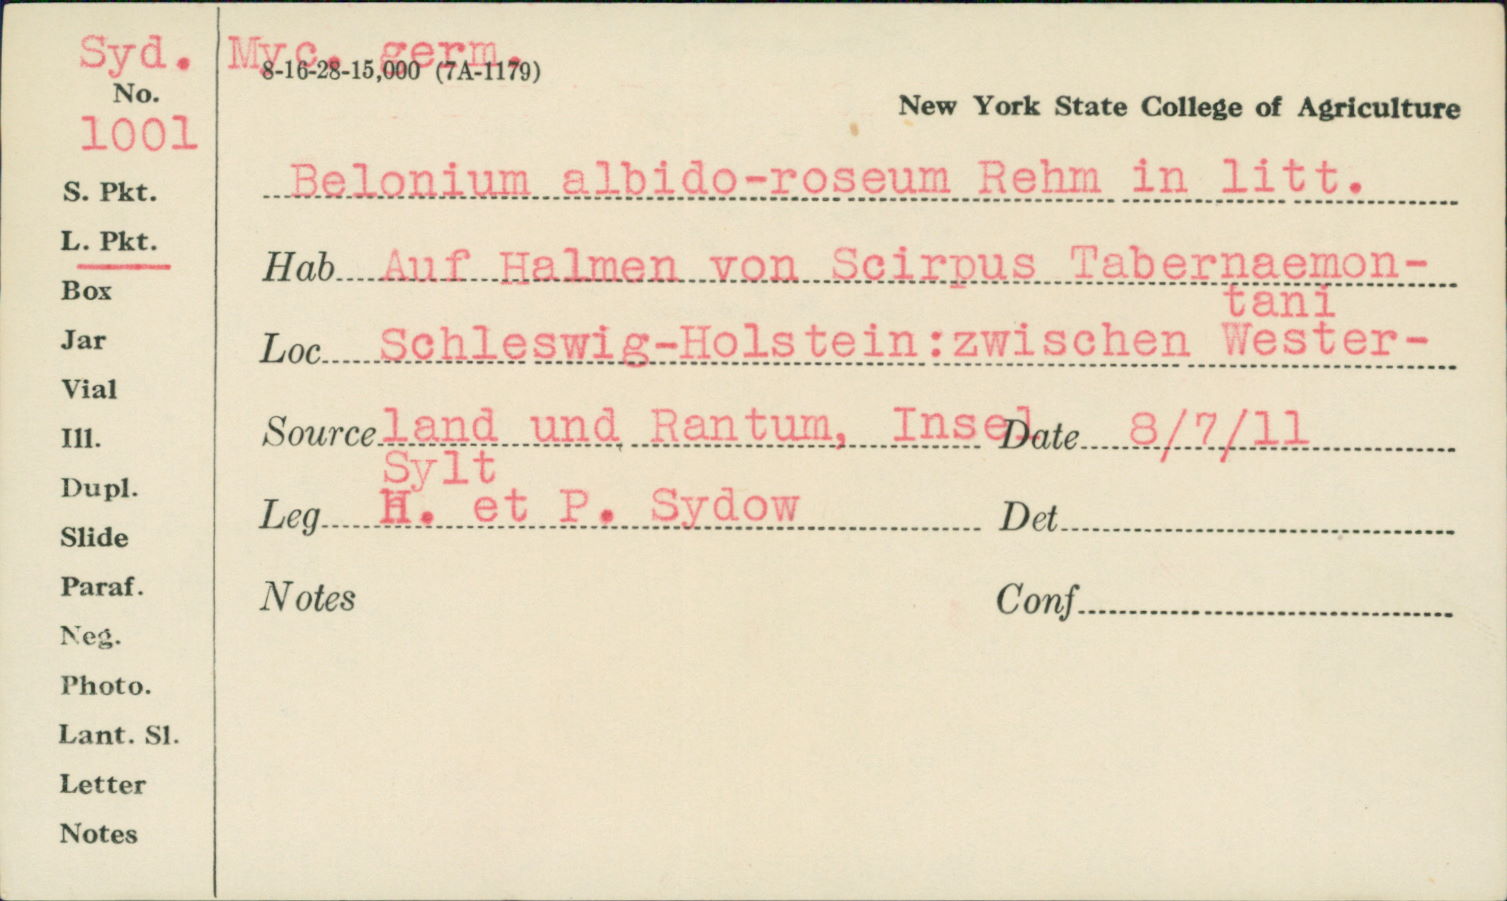 Syd. Myc. germ.
8-16-28-15,000 (7A-1179)
No.
New York State College of Agriculture
1001
Belonium albido-roseum Rehm in litt.
S. Pkt.
L. Pkt.
Hab Auf Halmen von Scirpus Tabernaemon-
tani
Box
Jar
Loc Schleswig-Holstein:zwischen Wester-
Vial
Ill.
Source land und Rantum, Insel Date 8/7/11
Sylt
Dupl.
Leg H. et P. Sydow Det
Slide
Paraf.
Notes Conf
Neg.
Photo.
Lant. Sl.
Letter
Notes